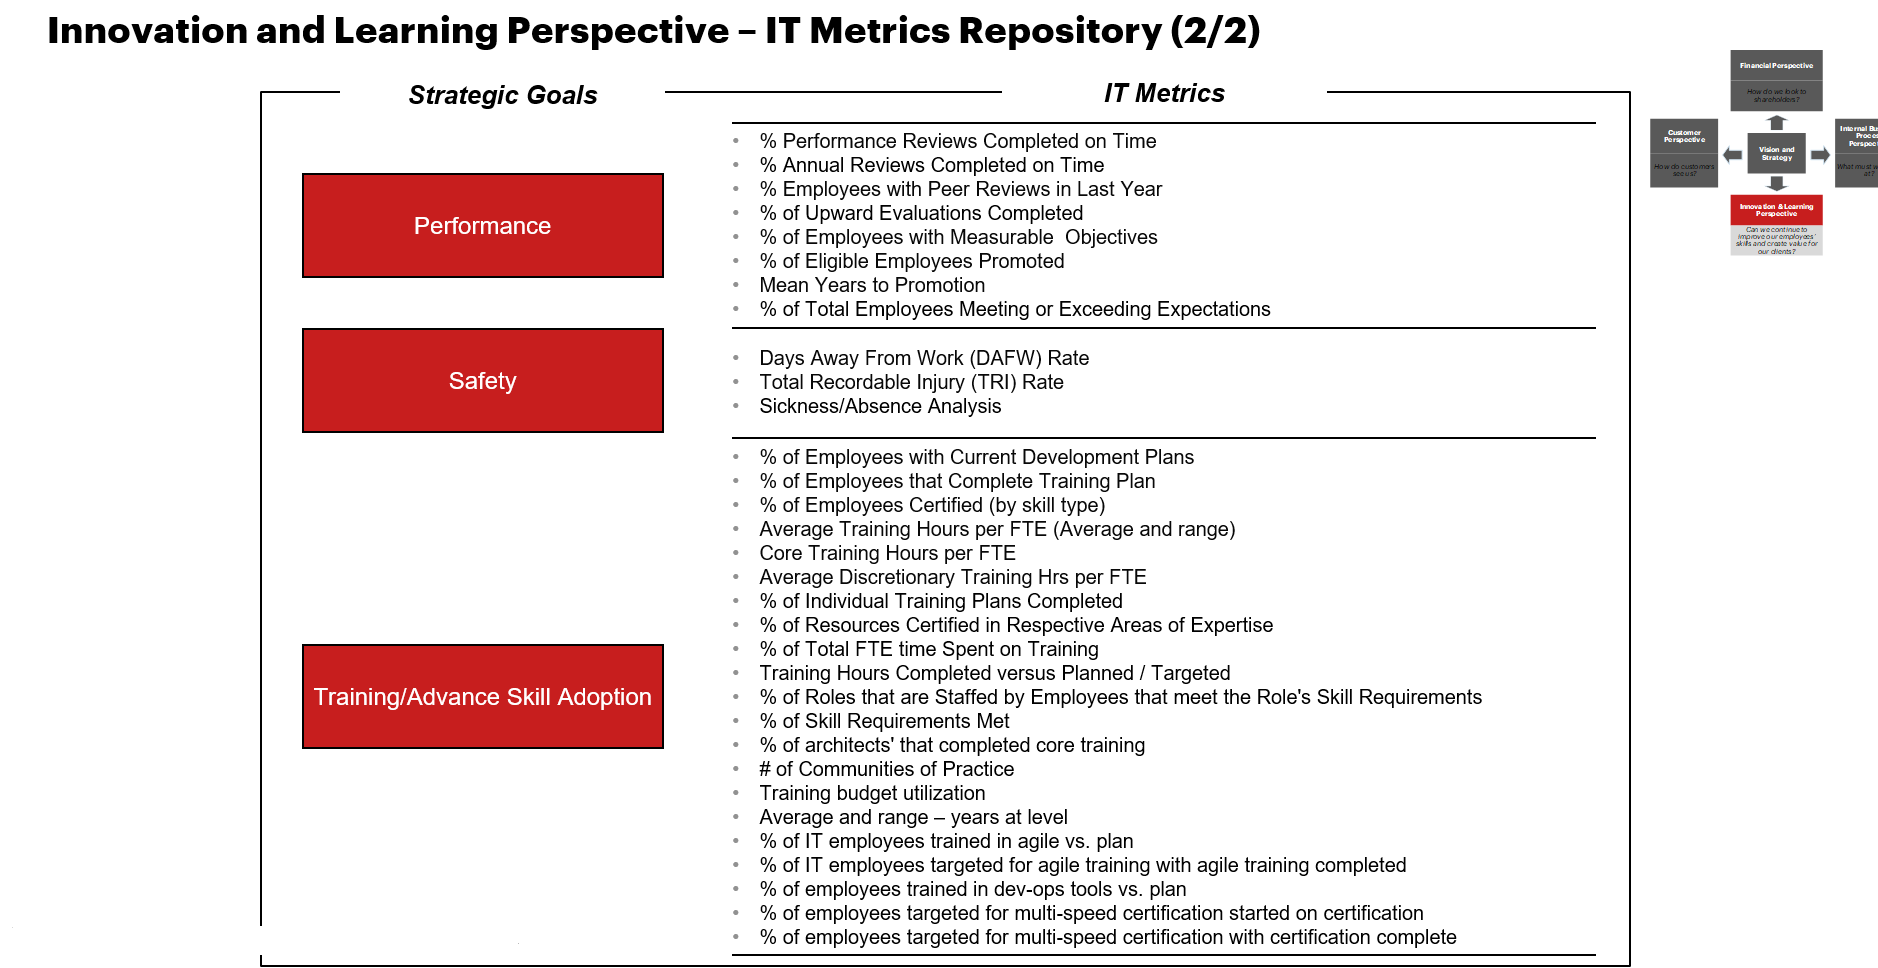 Innovation and Learning Perspective – IT Metrics Repository (2/2)
Strategic Goals
IT Metrics
Performance
% Performance Reviews Completed on Time
% Annual Reviews Completed on Time
% Employees with Peer Reviews in Last Year
% of Upward Evaluations Completed
% of Employees with Measurable  Objectives
% of Eligible Employees Promoted
Mean Years to Promotion
% of Total Employees Meeting or Exceeding Expectations
Safety
Days Away From Work (DAFW) Rate
Total Recordable Injury (TRI) Rate
Sickness/Absence Analysis
Training/Advance Skill Adoption
% of Employees with Current Development Plans
% of Employees that Complete Training Plan
% of Employees Certified (by skill type)
Average Training Hours per FTE (Average and range)
Core Training Hours per FTE
Average Discretionary Training Hrs per FTE
% of Individual Training Plans Completed
% of Resources Certified in Respective Areas of Expertise
% of Total FTE time Spent on Training
Training Hours Completed versus Planned / Targeted
% of Roles that are Staffed by Employees that meet the Role's Skill Requirements
% of Skill Requirements Met
% of architects' that completed core training
# of Communities of Practice
Training budget utilization
Average and range – years at level
% of IT employees trained in agile vs. plan
% of IT employees targeted for agile training with agile training completed
% of employees trained in dev-ops tools vs. plan
% of employees targeted for multi-speed certification started on certification
% of employees targeted for multi-speed certification with certification complete
Financial Perspective
How do we look to
shareholders?
Customer
Perspective
How do customers
see us?
Vision and
Strategy
Internal
What must
at?
Innovation & Learning
Perspective
Can we continue to
improve our employees'
skills and create value for
our clients?